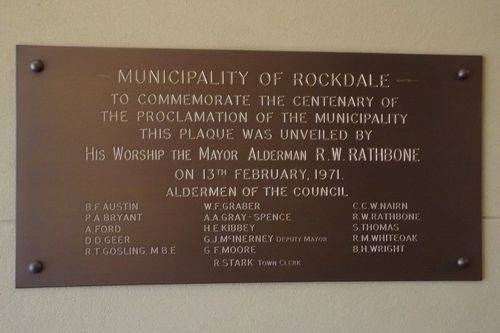 MUNICIPALITY OF ROCKDALE
TO COMMEMORATE THE CENTENARY OF
THE PROCLAMATION OF THE MUNICIPALITY
THIS PLAQUE WAS UNVEILED BY
HIS WORSHIP THE MAYOR ALDERMAN R.W. RATHBONE
ON 13TH FEBRUARY, 1971.
ALDERMEN OF THE COUNCIL
B.F. AUSTIN W.F. GRABER C.C.W. NAIRN
P.A. BRYANT A.A. GRAY-SPENCE R.W. RATHBONE
A. FORD H.E. KIBBEY S. THOMAS
D.D. GEER G.J. McINERNEY DEPUTY MAYOR R.M. WHITEOAK
R.T. GOSLING, M.B.E G F. MOORE B.H. WRIGHT
R. STARK TOWN CLERK